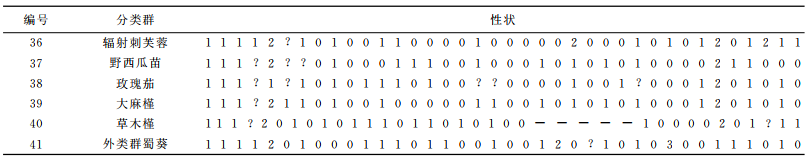 编号 分类群 性状
36 辐射刺芙蓉 1 1 1 1 2 ? 1 0 1 0 0 1 1 0 0 0 0 1 0 0 0 0 0 2 0 0 0 1 0 1 0 1 2 0 1 2 1 1
37 野西瓜苗 1 1 1 ? 2 ? ? 0 1 0 0 0 1 1 1 0 0 0 1 0 0 1 0 1 0 1 0 1 0 0 0 0 2 1 1 0 0 0
38 玫瑰茄 1 1 1 ? 1 ? 1 0 1 0 1 1 1 0 1 0 0 ? ? 0 0 0 0 1 0 0 1 ? 0 0 0 1 2 0 1 0 1 0
39 大麻槿 1 1 1 ? 2 1 1 0 1 0 0 0 0 0 0 1 1 0 0 1 0 1 0 1 0 1 0 1 0 0 0 1 2 0 1 0 1 0
40 草木槿 1 1 1 ? 2 0 1 0 1 0 1 1 1 0 1 1 0 1 0 1 0 0 － － － － － 1 0 0 0 0 2 0 1 ? 1 1
41 外类群蜀葵 1 1 1 1 2 0 1 0 0 0 1 1 1 0 1 1 0 0 1 0 0 1 2 0 ? 1 0 1 0 3 0 0 1 1 1 0 1 0